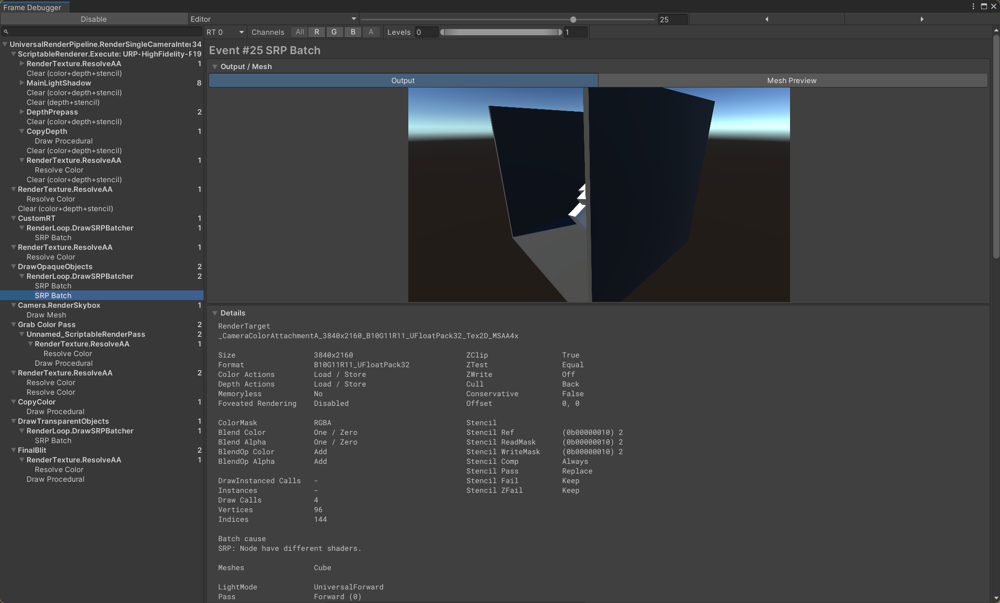 Frame Debugger
Disable
Editor
25
RT 0
Channels
All
R
G
B
A
Levels
0
1
UniversalRenderPipeline.RenderSingleCameraInter 34
ScriptableRenderer.Execute: URP-HighFidelity-F 19
RenderTexture.ResolveAA 1
Clear (color+depth+stencil)
MainLightShadow 8
Clear (color+depth+stencil)
Clear (depth+stencil)
DepthPrepass 2
Clear (color+depth+stencil)
CopyDepth 1
Draw Procedural
Clear (color+depth+stencil)
RenderTexture.ResolveAA 1
Resolve Color
Clear (color+depth+stencil)
RenderTexture.ResolveAA 1
Resolve Color
Clear (color+depth+stencil)
CustomRT 1
RenderLoop.DrawSRPBatcher 1
SRP Batch
RenderTexture.ResolveAA 1
Resolve Color
DrawOpaqueObjects 2
RenderLoop.DrawSRPBatcher 2
SRP Batch
SRP Batch
Camera.RenderSkybox 1
Draw Mesh
Grab Color Pass 2
Unnamed_ScriptableRenderPass 2
RenderTexture.ResolveAA 1
Resolve Color
Draw Procedural
RenderTexture.ResolveAA 2
Resolve Color
Resolve Color
CopyColor 1
Draw Procedural
DrawTransparentObjects 1
RenderLoop.DrawSRPBatcher 1
SRP Batch
FinalBlit 2
RenderTexture.ResolveAA 1
Resolve Color
Draw Procedural
Event #25 SRP Batch
Output / Mesh
Output
Mesh Preview
Details
RenderTarget
_CameraColorAttachmentA_3840x2160_B10G11R11_UFloatPack32_Tex2D_MSAA4x
Size 3840x2160 ZClip True
Format B10G11R11_UFloatPack32 ZTest Equal
Color Actions Load / Store ZWrite Off
Depth Actions Load / Store Cull Back
Memoryless No Conservative False
Foveated Rendering Disabled Offset 0, 0
ColorMask RGBA Stencil
Blend Color One / Zero Stencil Ref (0b00000010) 2
Blend Alpha One / Zero Stencil ReadMask (0b00000010) 2
BlendOp Color Add Stencil WriteMask (0b00000010) 2
BlendOp Alpha Add Stencil Comp Always
Stencil Pass Replace
DrawInstanced Calls - Stencil Fail Keep
Instances - Stencil ZFail Keep
Draw Calls 4
Vertices 96
Indices 144
Batch cause
SRP: Node have different shaders.
Meshes Cube
LightMode UniversalForward
Pass Forward (0)